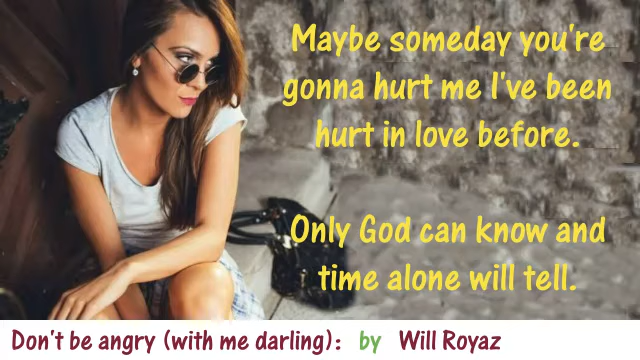 Maybe someday you're
gonna hurt me I've been
hurt in love before.
Only God can know and
time alone will tell.
Don't be angry (with me darling): by Will Royaz